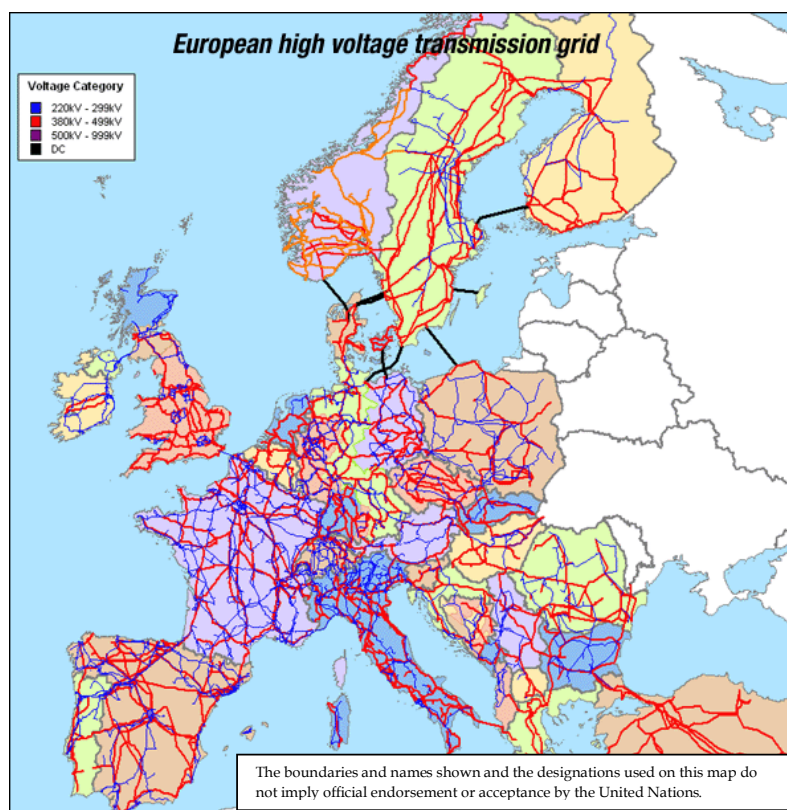 European high voltage transmission grid
Voltage Category
220kV - 299kV
380kV - 499kV
500kV - 999kV
DC
The boundaries and names shown and the designations used on this map do
not imply official endorsement or acceptance by the United Nations.